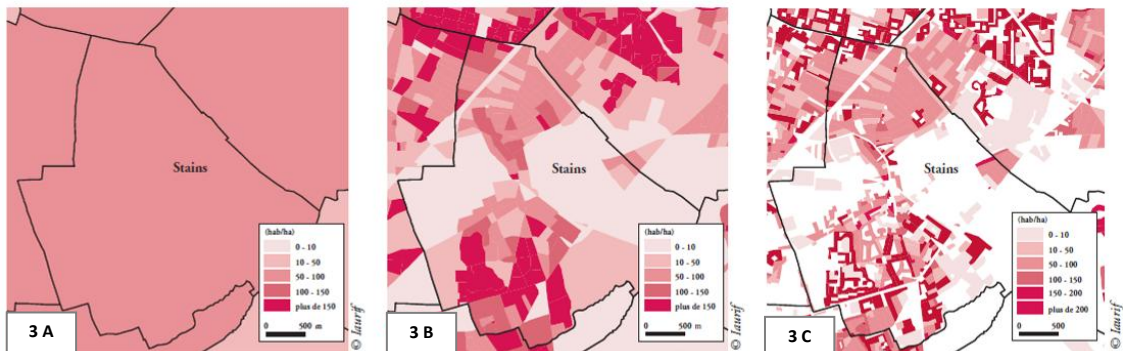 Stains
(hab/ha)
0 - 10
10 - 50
50 - 100
100 - 150
plus de 150
0 500 m
3 A
© Iaurif
Stains
(hab/ha)
0 - 10
10 - 50
50 - 100
100 - 150
plus de 150
0 500 m
3 B
© Iaurif
Stains
(hab/ha)
0 - 10
10 - 50
50 - 100
100 - 150
150 - 200
plus de 200
0 500 m
3 C
© Iaurif